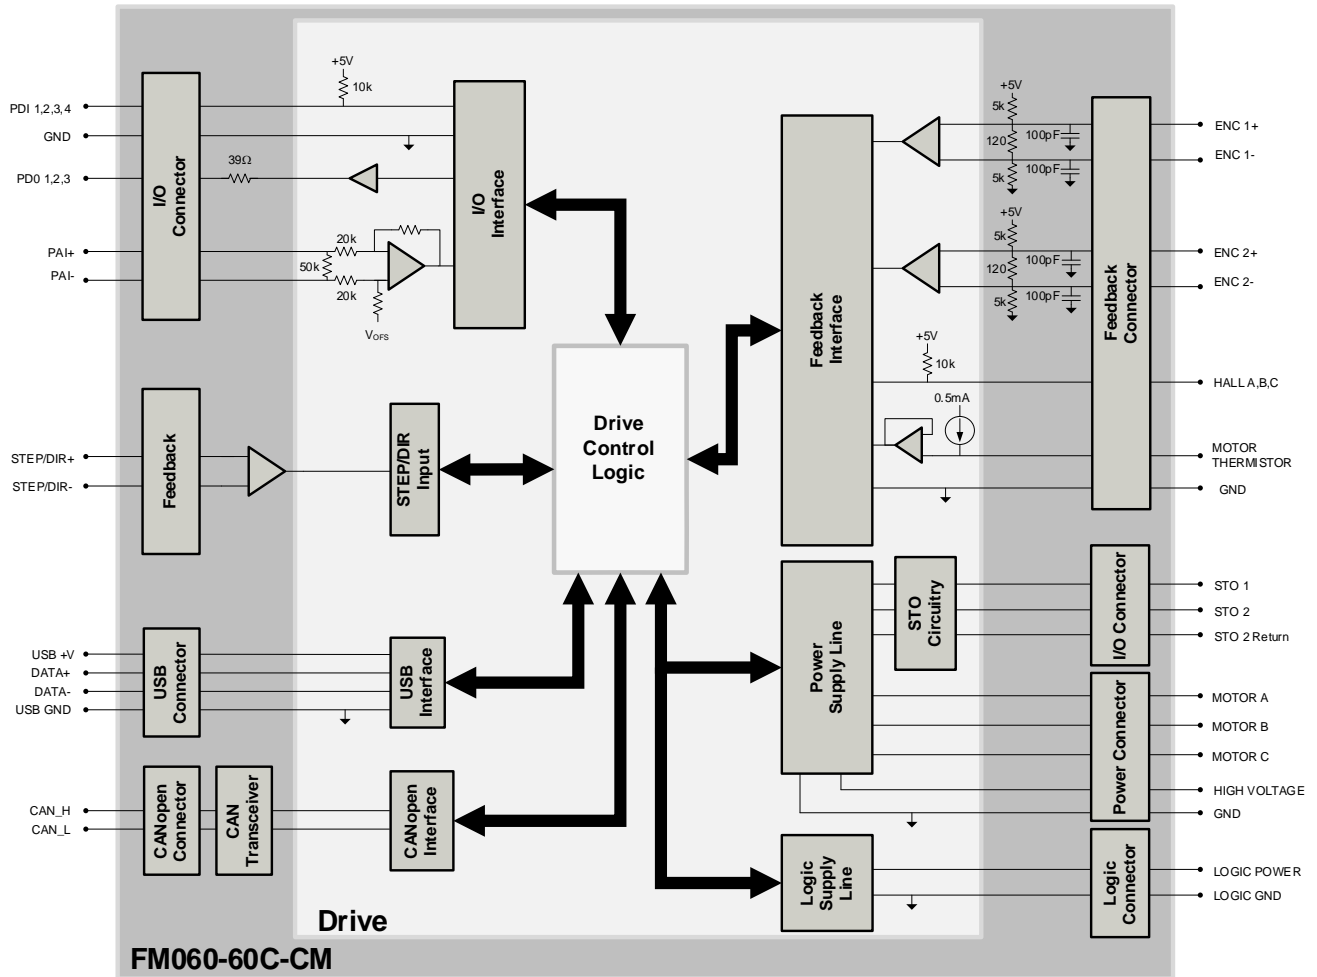 +5V
10k
PDI 1,2,3,4
GND
39Ω
PD0 1,2,3
I/O
Connector
PAI+
PAI-
20k
50k
20k
VOFS
I/O
Interface
STEP/DIR+
STEP/DIR-
Feedback
STEP/DIR
Input
Drive
Control
Logic
USB +V
DATA+
DATA-
USB GND
USB
Connector
USB
Interface
CAN_H
CAN_L
CANopen
Connector
CAN
Transceiver
CANopen
Interface
Feedback
Interface
+5V
5k
120
5k
100pF
100pF
ENC 1+
ENC 1-
+5V
5k
120
5k
100pF
100pF
ENC 2+
ENC 2-
Feedback
Connector
+5V
10k
HALL A,B,C
0.5mA
MOTOR
THERMISTOR
GND
Power
Supply Line
STO
Circuitry
I/O Connector
STO 1
STO 2
STO 2 Return
Power Connector
MOTOR A
MOTOR B
MOTOR C
HIGH VOLTAGE
GND
Logic
Supply
Line
Logic
Connector
LOGIC POWER
LOGIC GND
Drive
FM060-60C-CM